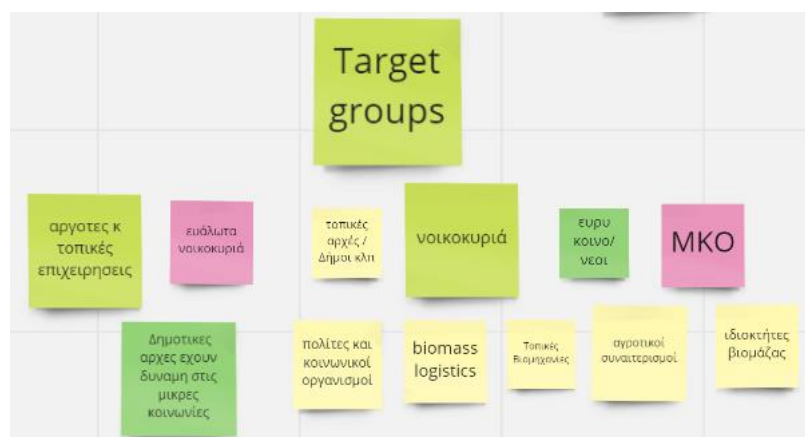 Target
groups
αργοτες κ
τοπικές
επιχειρησεις
ευάλωτα
νοικοκυριά
τοπικές
αρχές /
Δήμοι κλπ
νοικοκυριά
ευρυ
κοινο/
νεοι
ΜΚΟ
Δημοτικες
αρχες εχουν
δυναμη στις
μικρες
κοινωνίες
πολίτες και
κοινωνικοί
οργανισμοί
biomass
logistics
Τοπικές
Βιομηχανίες
αγροτικοί
συναιτερισμοί
ιδιοκτήτες
βιομάζας